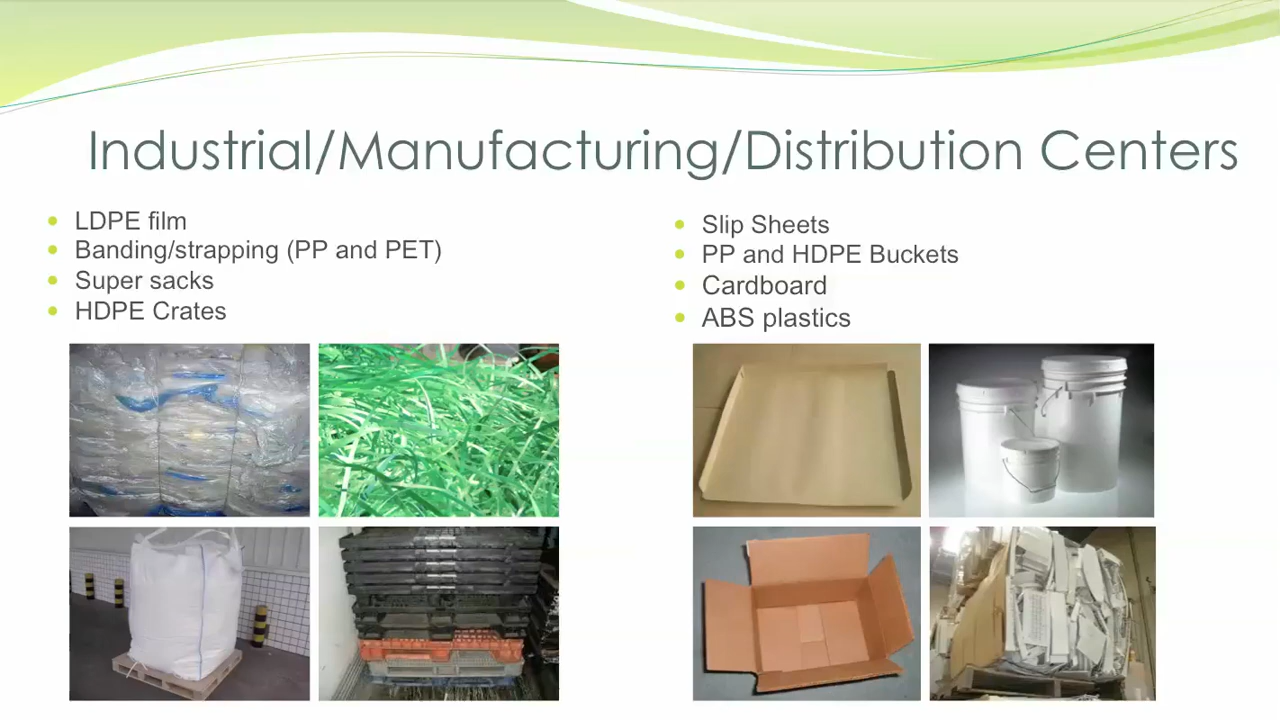 Industrial/Manufacturing/Distribution Centers
LDPE film
Banding/strapping (PP and PET)
Super sacks
HDPE Crates
Slip Sheets
PP and HDPE Buckets
Cardboard
ABS plastics